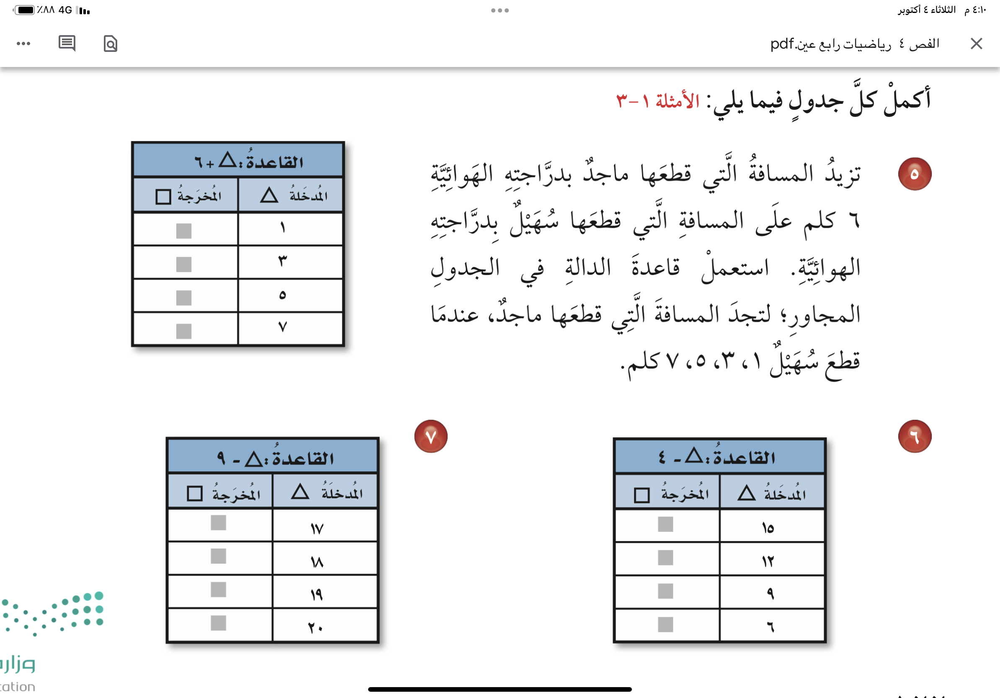 ٤:١٠ م الثلاثاء ٤ أكتوبر
٪٨٨ 4G
الفص ٤ رياضيات رابع عين.pdf
أكملْ كلَّ جدولٍ فيما يلي: الأمثلة ١-٣
٥
تزيدُ المسافةُ الَّتي قطعَها ماجدٌ بدرَّاجتِهِ الهَوائِيَّةِ
٦ كلم علَى المسافةِ الَّتي قطعَها سُهَيْلٌ بِدرَّاجتِهِ
الهوائِيَّةِ. استعملْ قاعدةَ الدالةِ في الجدولِ
المجاورِ؛ لتجدَ المسافةَ الَّتِي قطعَها ماجدٌ، عندمَا
قطعَ سُهَيْلٌ ١، ٣، ٥، ٧ كلم.
القاعدةُ: △ + ٦
المُدخَلةُ △ المُخرَجةُ □
١
٣
٥
٧
٦
القاعدةُ: △ - ٤
المُدخَلةُ △ المُخرَجةُ □
١٥
١٢
٩
٦
٧
القاعدةُ: △ - ٩
المُدخلَةُ △ المُخرَجةُ □
١٧
١٨
١٩
٢٠